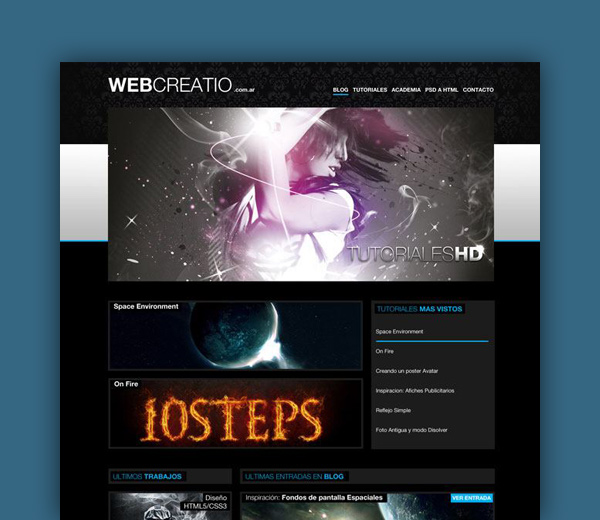 WEBCREATIO.com.ar
BLOG TUTORIALES ACADEMIA PSD A HTML CONTACTO
TUTORIALESHD
Space Environment
On Fire
10STEPS
TUTORIALES MAS VISTOS
Space Environment
On Fire
Creando un poster Avatar
Inspiracion: Afiches Publicitarios
Reflejo Simple
Foto Antigua y modo Disolver
ULTIMOS TRABAJOS
Diseño
HTML5/CSS3
ULTIMAS ENTRADAS EN BLOG
Inspiración: Fondos de pantalla Espaciales
VER ENTRADA